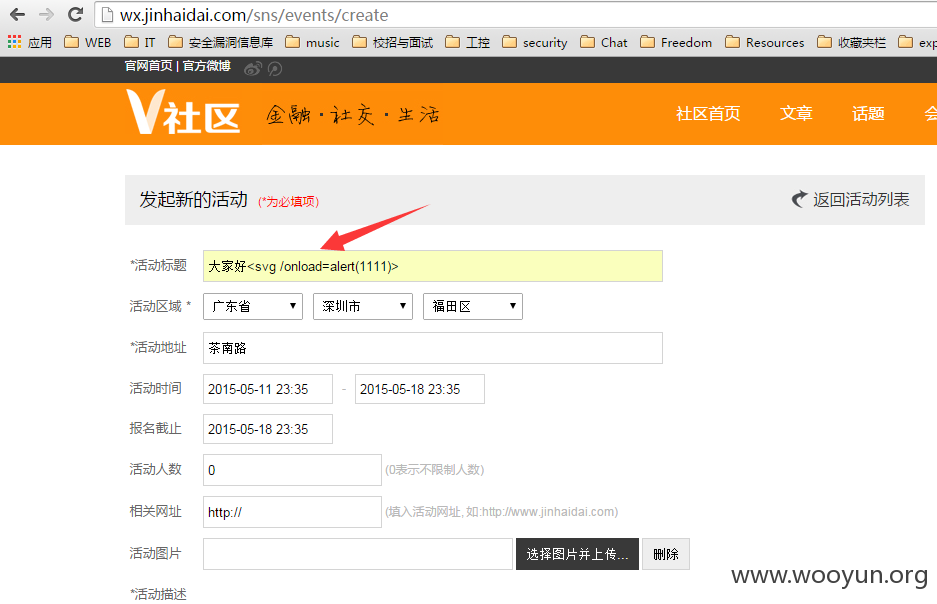 wx.jinhaidai.com/sns/events/create
应用 WEB IT 安全漏洞信息库 music 校招与面试 工控 security Chat Freedom Resources 收藏夹栏 exp
官网首页 | 官方微博
V社区 金融·社交·生活 社区首页 文章 话题 会
发起新的活动 (*为必填项) 返回活动列表
*活动标题 大家好<svg /onload=alert(1111)>
活动区域 * 广东省 深圳市 福田区
*活动地址 茶南路
活动时间 2015-05-11 23:35 - 2015-05-18 23:35
报名截止 2015-05-18 23:35
活动人数 0 (0表示不限制人数)
相关网址 http:// (填入活动网址, 如:http://www.jinhaidai.com)
活动图片 选择图片并上传... 删除
www.wooyun.org
*活动描述